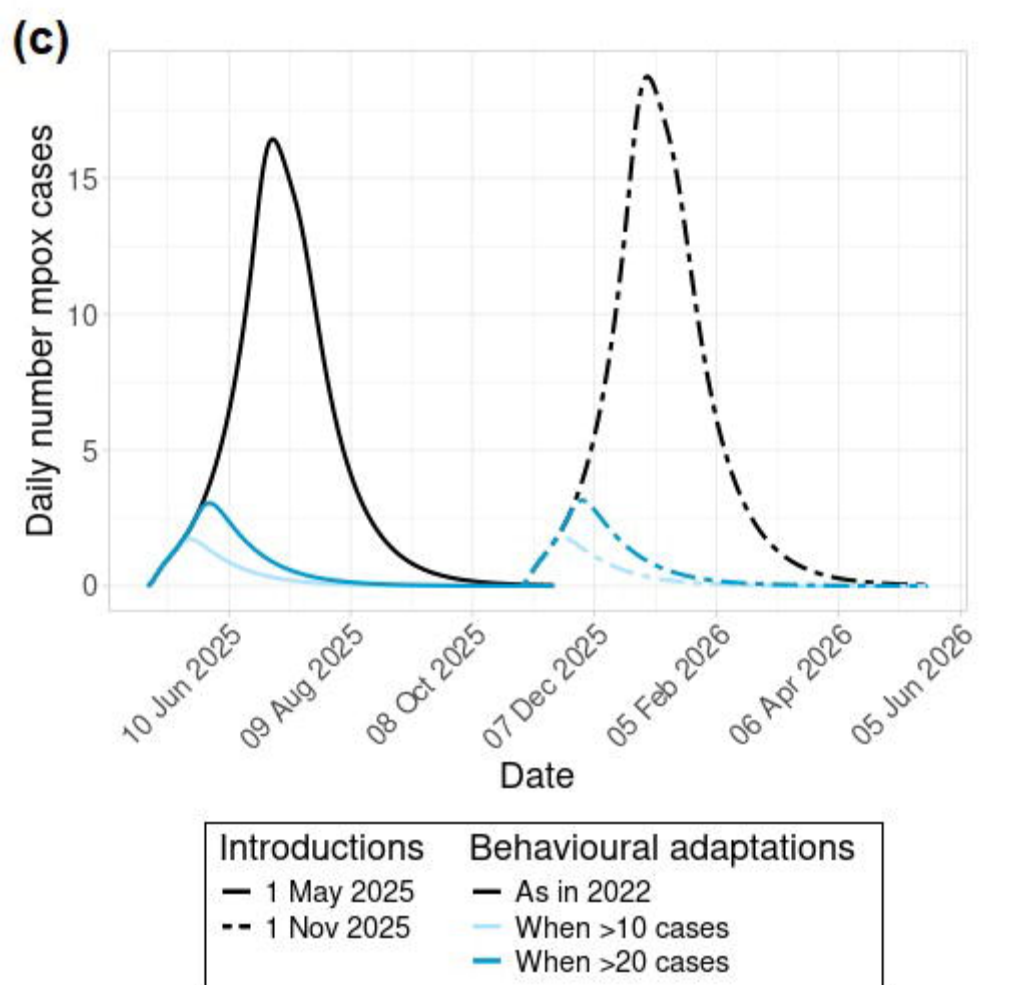 (c)
Daily number mpox cases
15
10
5
0
10 Jun 2025
09 Aug 2025
08 Oct 2025
07 Dec 2025
05 Feb 2026
06 Apr 2026
05 Jun 2026
Date
Introductions
1 May 2025
1 Nov 2025
Behavioural adaptations
As in 2022
When >10 cases
When >20 cases